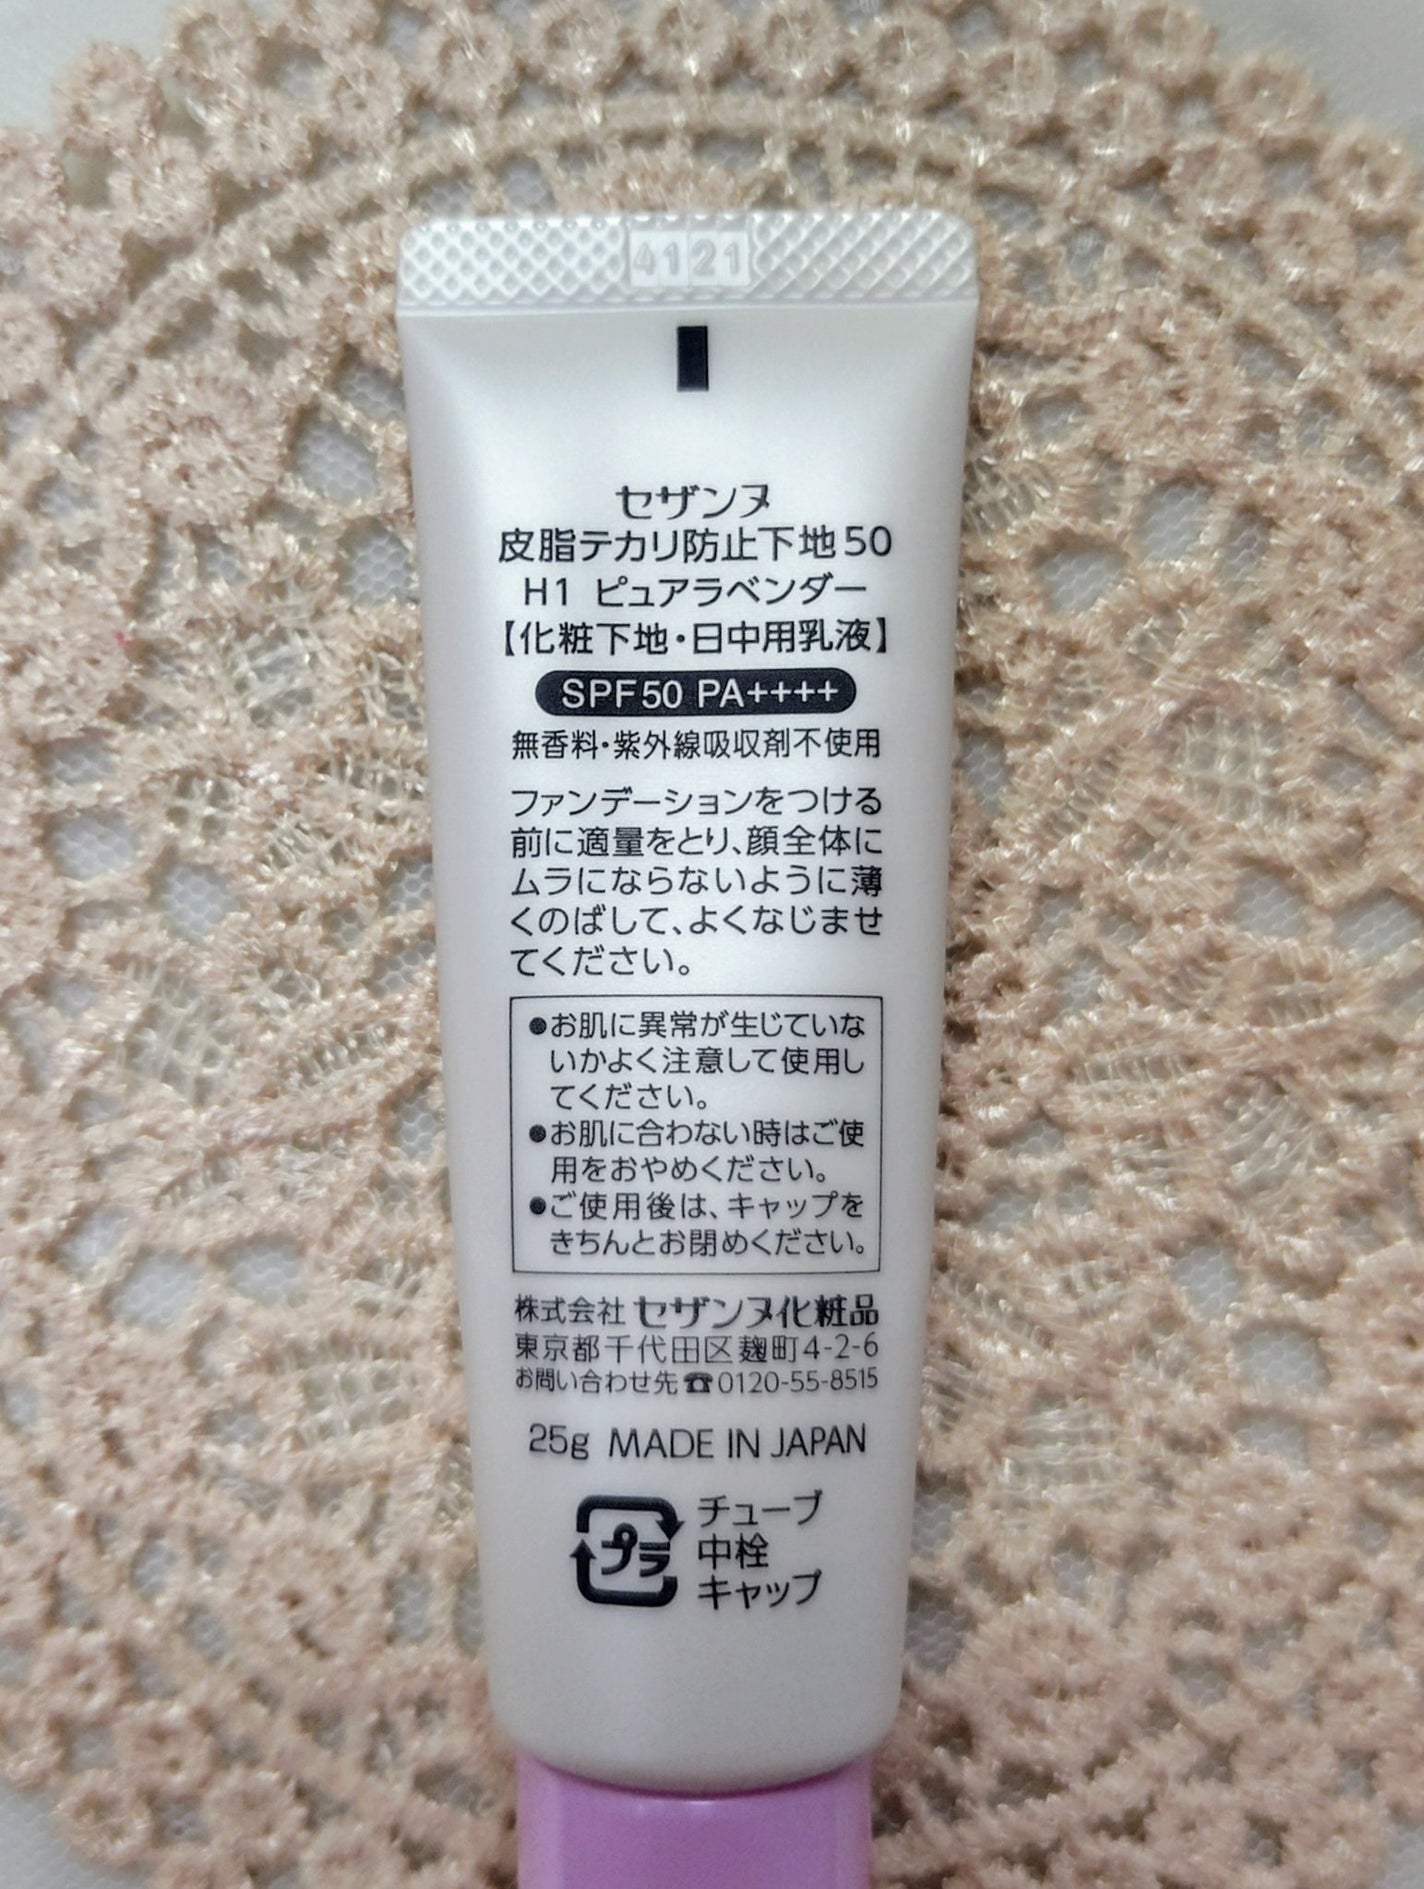 4121
セザンヌ
皮脂テカリ防止下地50
H1 ピュアラベンダー
【化粧下地・日中用乳液】
SPF50 PA++++
無香料・紫外線吸収剤不使用
ファンデーションをつける
前に適量をとり、顔全体に
ムラにならないように薄
くのばして、よくなじませ
てください。
●お肌に異常が生じていな
いかよく注意して使用し
てください。
●お肌に合わない時はご使
用をおやめください。
●ご使用後は、キャップを
きちんとお閉めください。
株式会社 セザンヌ化粧品
東京都千代田区麹町4-2-6
お問い合わせ先☎0120-55-8515
25g MADE IN JAPAN
プラ
チューブ
中栓
キャップ